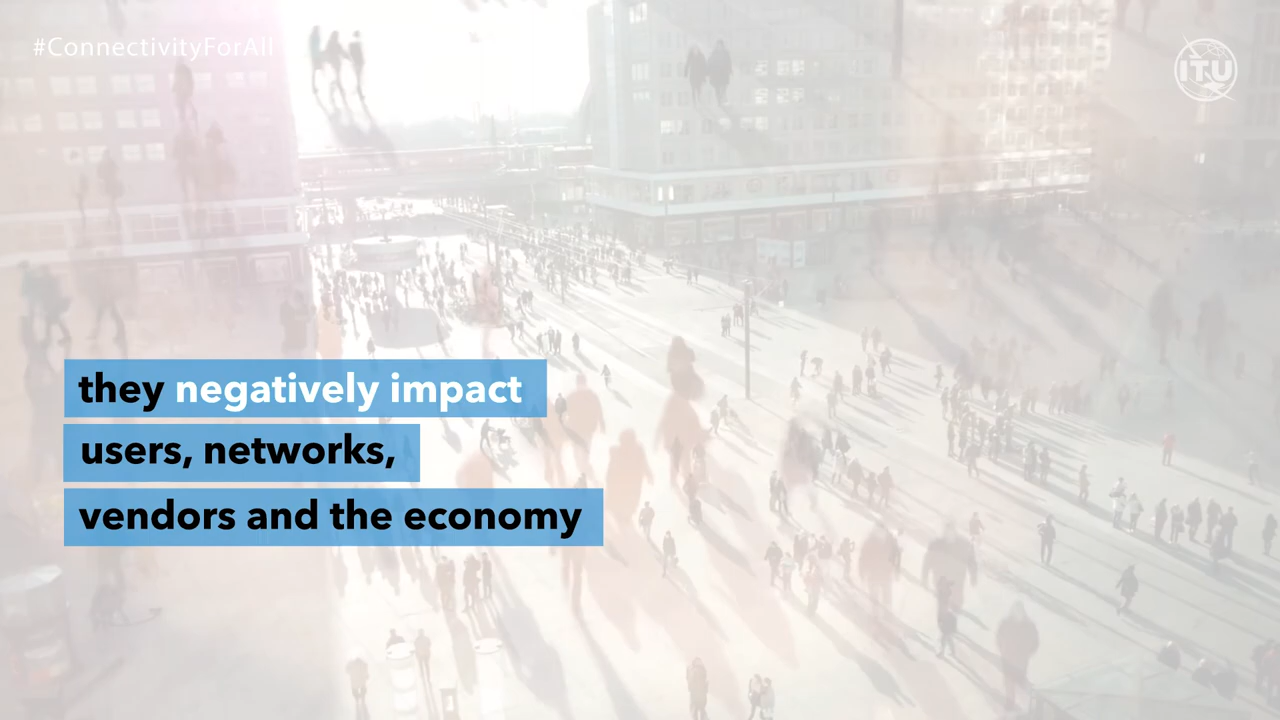 #ConnectivityForAll
ITU
they negatively impact
users, networks,
vendors and the economy